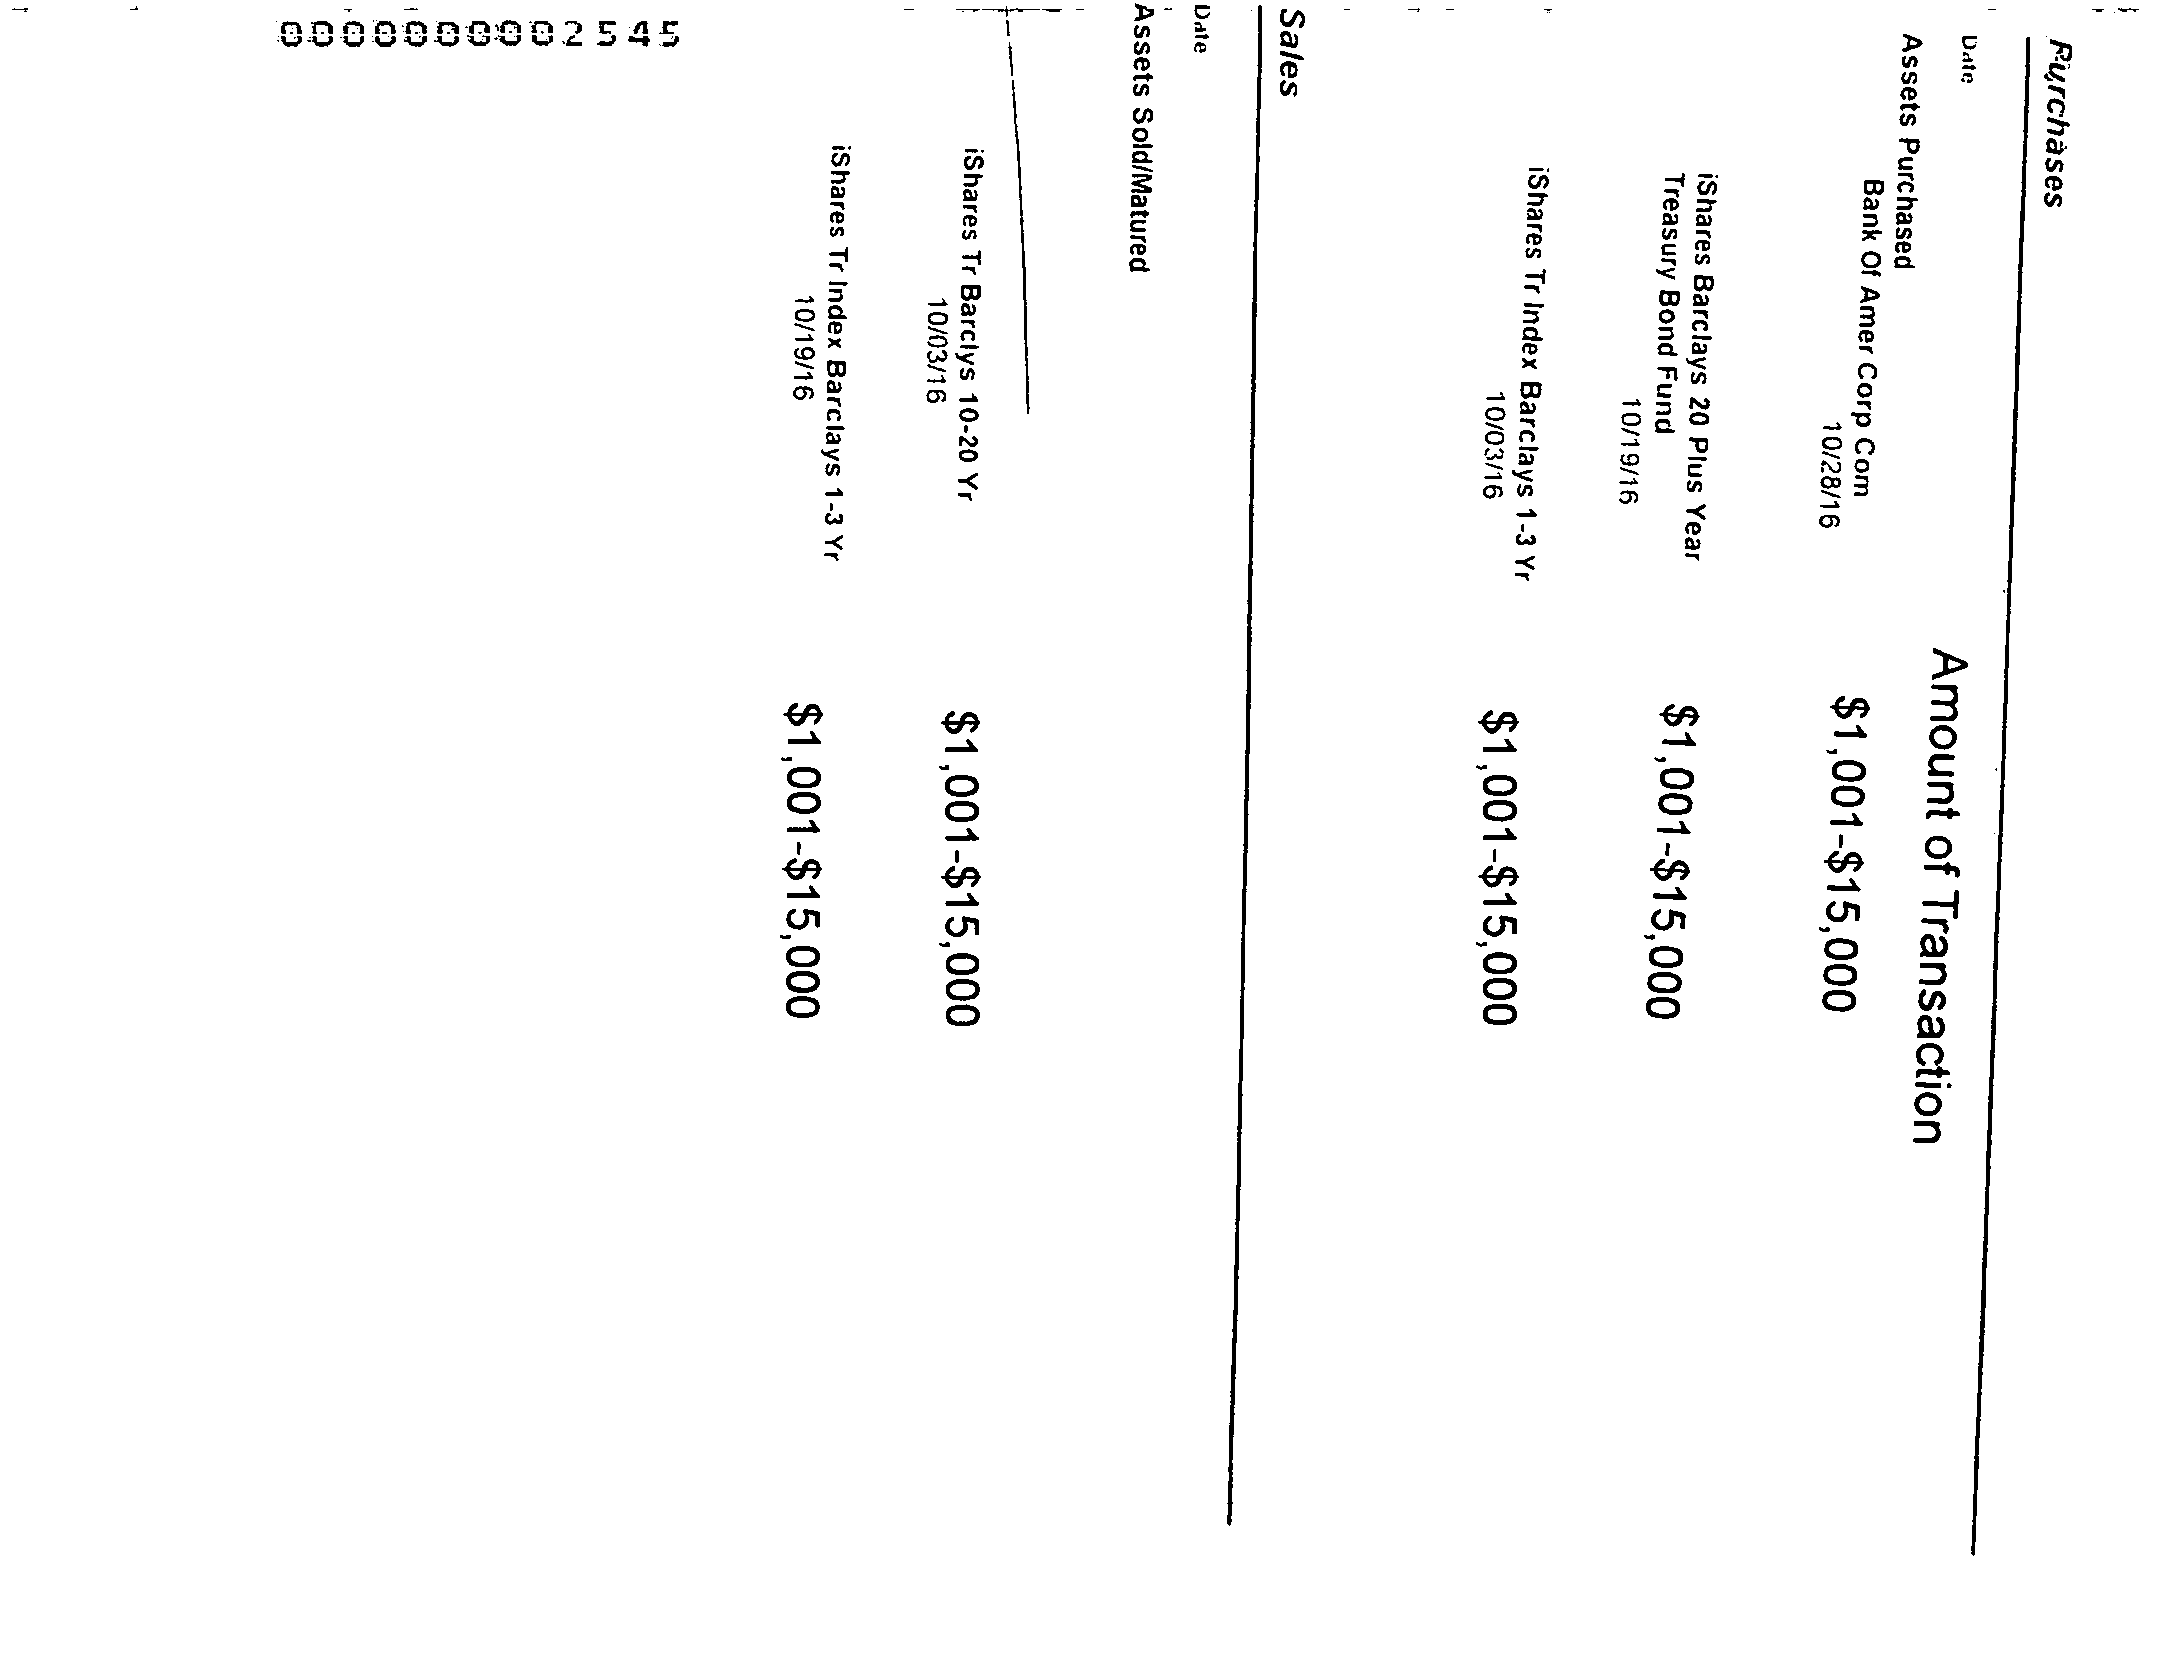 Purchases
Date
Assets Purchased
Amount of Transaction
Bank Of Amer Corp Com
10/28/16
$1,001-$15,000
iShares Barclays 20 Plus Year
Treasury Bond Fund
10/19/16
$1,001-$15,000
iShares Tr Index Barclays 1-3 Yr
10/03/16
$1,001-$15,000
Sales
Date
Assets Sold/Matured
iShares Tr Barclys 10-20 Yr
10/03/16
$1,001-$15,000
iShares Tr Index Barclays 1-3 Yr
10/19/16
$1,001-$15,000
0000000002545